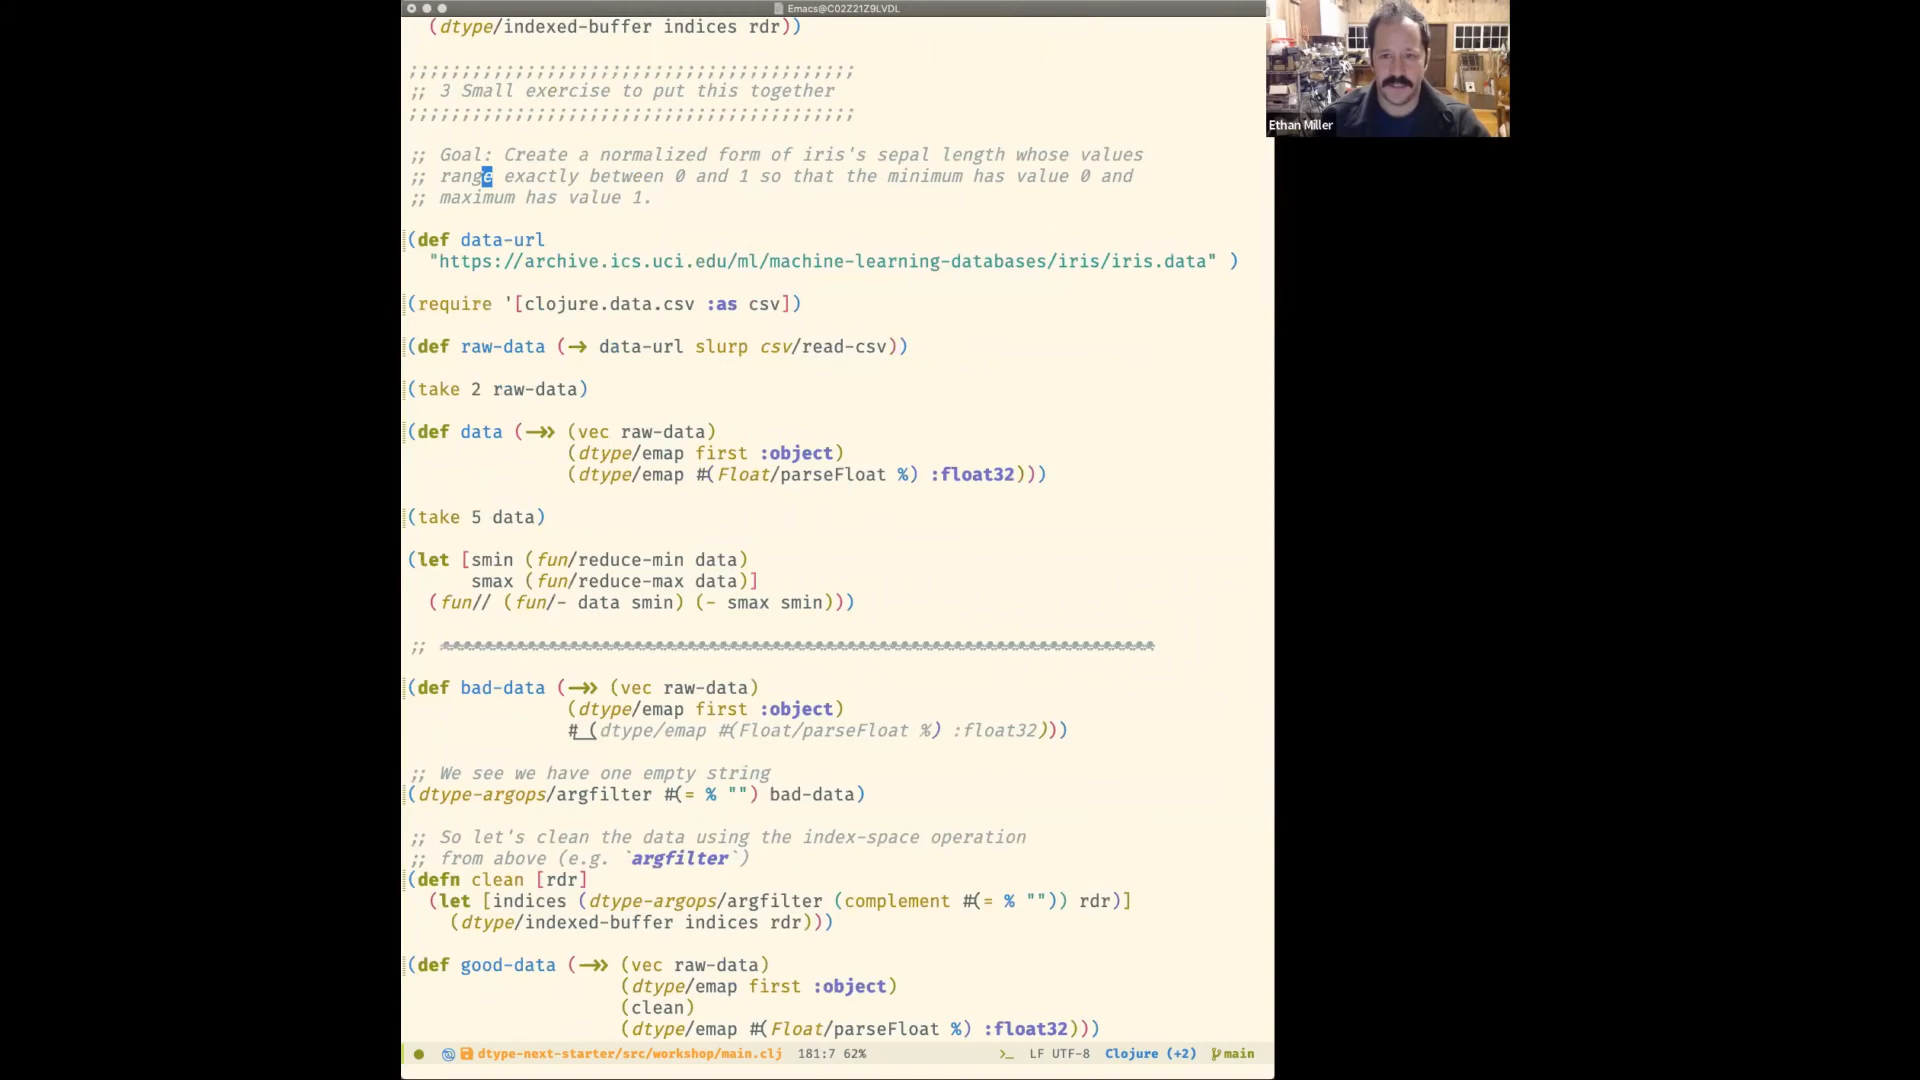 Emacs@C02Z21Z9LVDL
(dtype/indexed-buffer indices rdr))
;;;;;;;;;;;;;;;;;;;;;;;;;;;;;;;;;;;;;;;;;;
;; 3 Small exercise to put this together
;;;;;;;;;;;;;;;;;;;;;;;;;;;;;;;;;;;;;;;;;;
;; Goal: Create a normalized form of iris's sepal length whose values
;; range exactly between 0 and 1 so that the minimum has value 0 and
;; maximum has value 1.
(def data-url
"https://archive.ics.uci.edu/ml/machine-learning-databases/iris/iris.data" )
(require '[clojure.data.csv :as csv])
(def raw-data (-> data-url slurp csv/read-csv))
(take 2 raw-data)
(def data (->> (vec raw-data)
(dtype/emap first :object)
(dtype/emap #(Float/parseFloat %) :float32)))
(take 5 data)
(let [smin (fun/reduce-min data)
smax (fun/reduce-max data)]
(fun// (fun/- data smin) (- smax smin)))
;;
(def bad-data (->> (vec raw-data)
(dtype/emap first :object)
#_(dtype/emap #(Float/parseFloat %) :float32)))
;; We see we have one empty string
(dtype-argops/argfilter #(= % "") bad-data)
;; So let's clean the data using the index-space operation
;; from above (e.g. `argfilter`)
(defn clean [rdr]
(let [indices (dtype-argops/argfilter (complement #(= % "")) rdr)]
(dtype/indexed-buffer indices rdr)))
(def good-data (->> (vec raw-data)
(dtype/emap first :object)
(clean)
(dtype/emap #(Float/parseFloat %) :float32)))
dtype-next-starter/src/workshop/main.clj 181:7 62% LF UTF-8 Clojure (+2) main
Ethan Miller